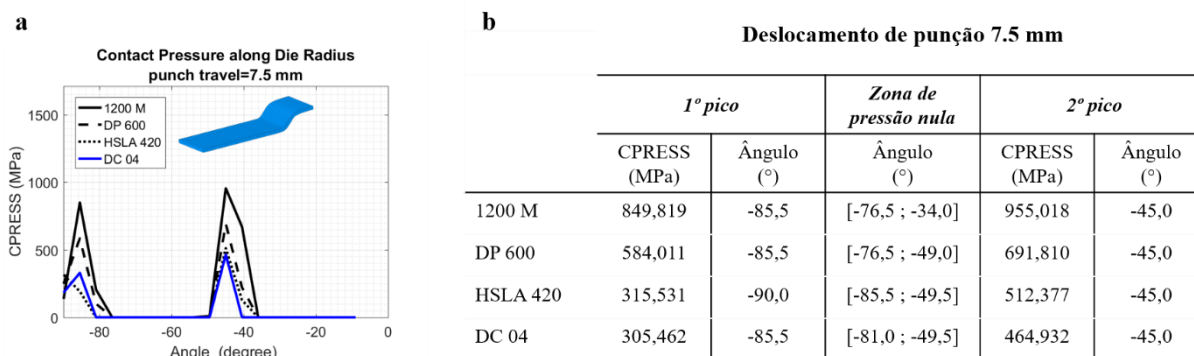 a
Contact Pressure along Die Radius
punch travel=7.5 mm
1500
1000
500
0
CPRESS (MPa)
1200 M
DP 600
HSLA 420
DC 04
-80
-60
-40
-20
0
Angle (degree)
b
Deslocamento de punção 7.5 mm
1º pico
Zona de
pressão nula
2º pico
CPRESS
(MPa)
Ângulo
(°)
Ângulo
(°)
CPRESS
(MPa)
Ângulo
(°)
1200 M 849,819 -85,5 [-76,5 ; -34,0] 955,018 -45,0
DP 600 584,011 -85,5 [-76,5 ; -49,0] 691,810 -45,0
HSLA 420 315,531 -90,0 [-85,5 ; -49,5] 512,377 -45,0
DC 04 305,462 -85,5 [-81,0 ; -49,5] 464,932 -45,0